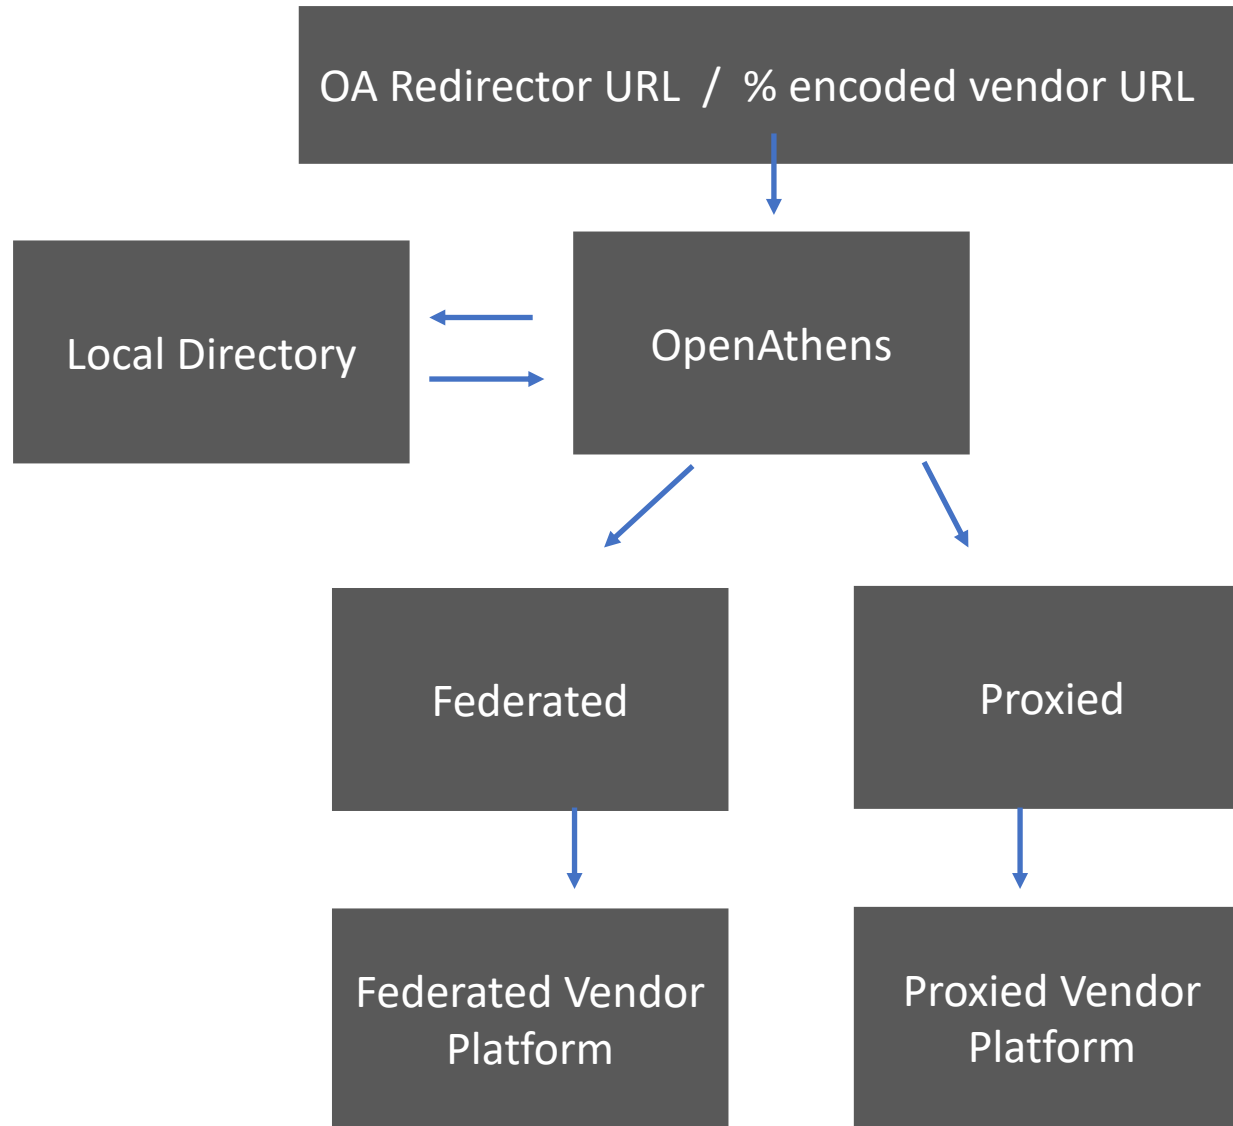 OA Redirector URL / % encoded vendor URL
Local Directory
OpenAthens
Federated
Proxied
Federated Vendor
Platform
Proxied Vendor
Platform